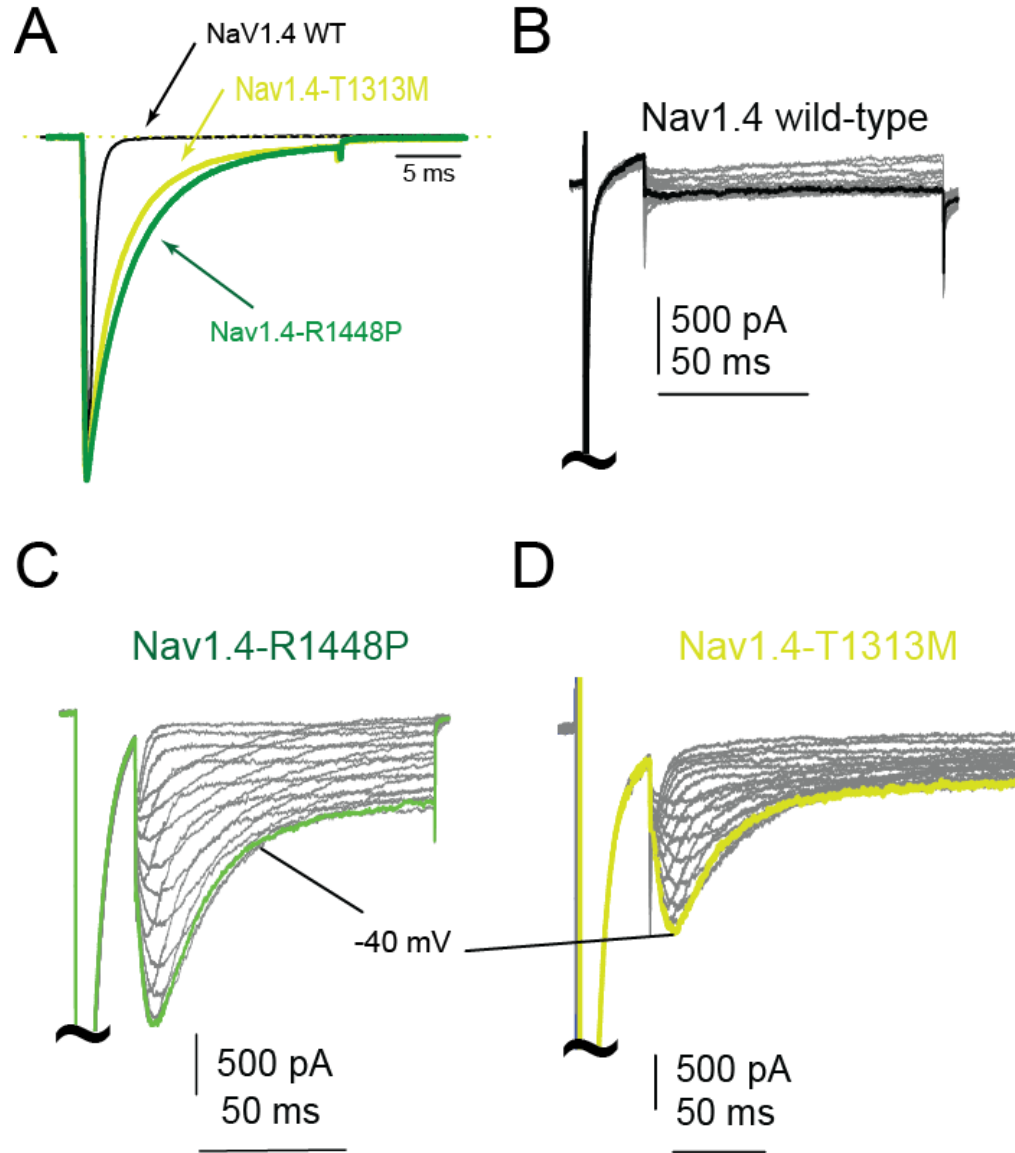 A
NaV1.4 WT
Nav1.4-T1313M
5 ms
Nav1.4-R1448P
B
Nav1.4 wild-type
500 pA
50 ms
C
Nav1.4-R1448P
-40 mV
500 pA
50 ms
D
Nav1.4-T1313M
500 pA
50 ms